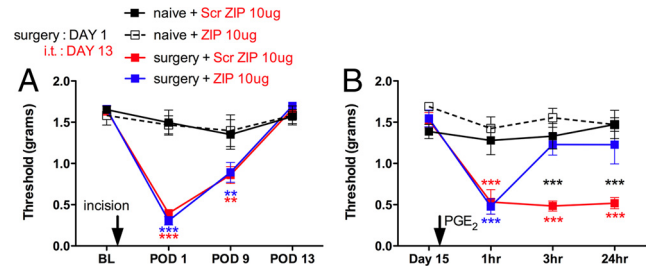 naive + Scr ZIP 10ug
surgery : DAY 1
naive + ZIP 10ug
i.t. : DAY 13
surgery + Scr ZIP 10ug
surgery + ZIP 10ug
A
B
2.0
1.5
1.0
0.5
0.0
Threshold (grams)
incision
**
**
***
***
BL
POD 1
POD 9
POD 13
2.0
1.5
1.0
0.5
0.0
Threshold (grams)
PGE2
***
***
***
***
***
***
Day 15
1hr
3hr
24hr